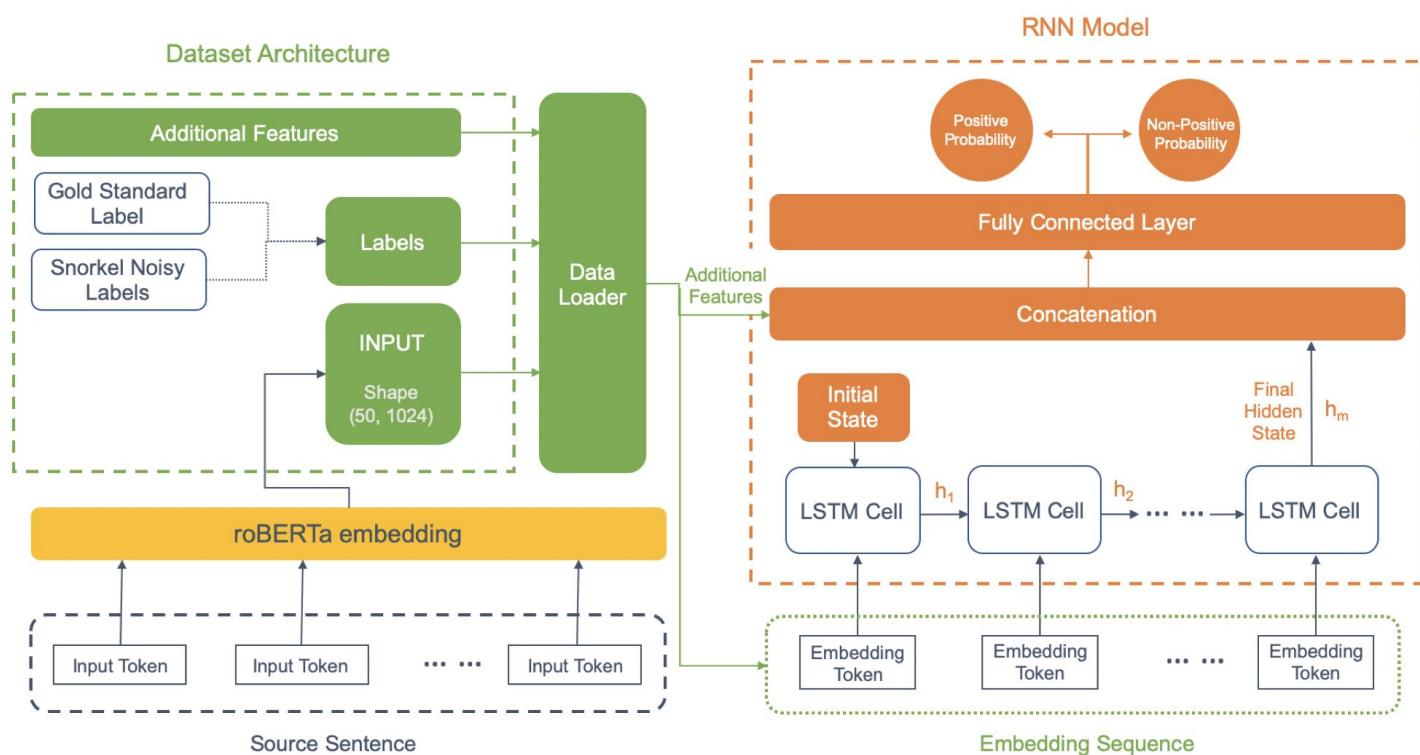 Dataset Architecture
Additional Features
Gold Standard
Label
Snorkel Noisy
Labels
Labels
INPUT
Shape
(50, 1024)
Data
Loader
roBERTa embedding
Input Token
Input Token
... ...
Input Token
Source Sentence
RNN Model
Positive
Probability
Non-Positive
Probability
Fully Connected Layer
Additional
Features
Concatenation
Initial
State
Final
Hidden
State
hm
LSTM Cell
h1
LSTM Cell
h2
... ...
LSTM Cell
Embedding
Token
Embedding
Token
... ...
Embedding
Token
Embedding Sequence